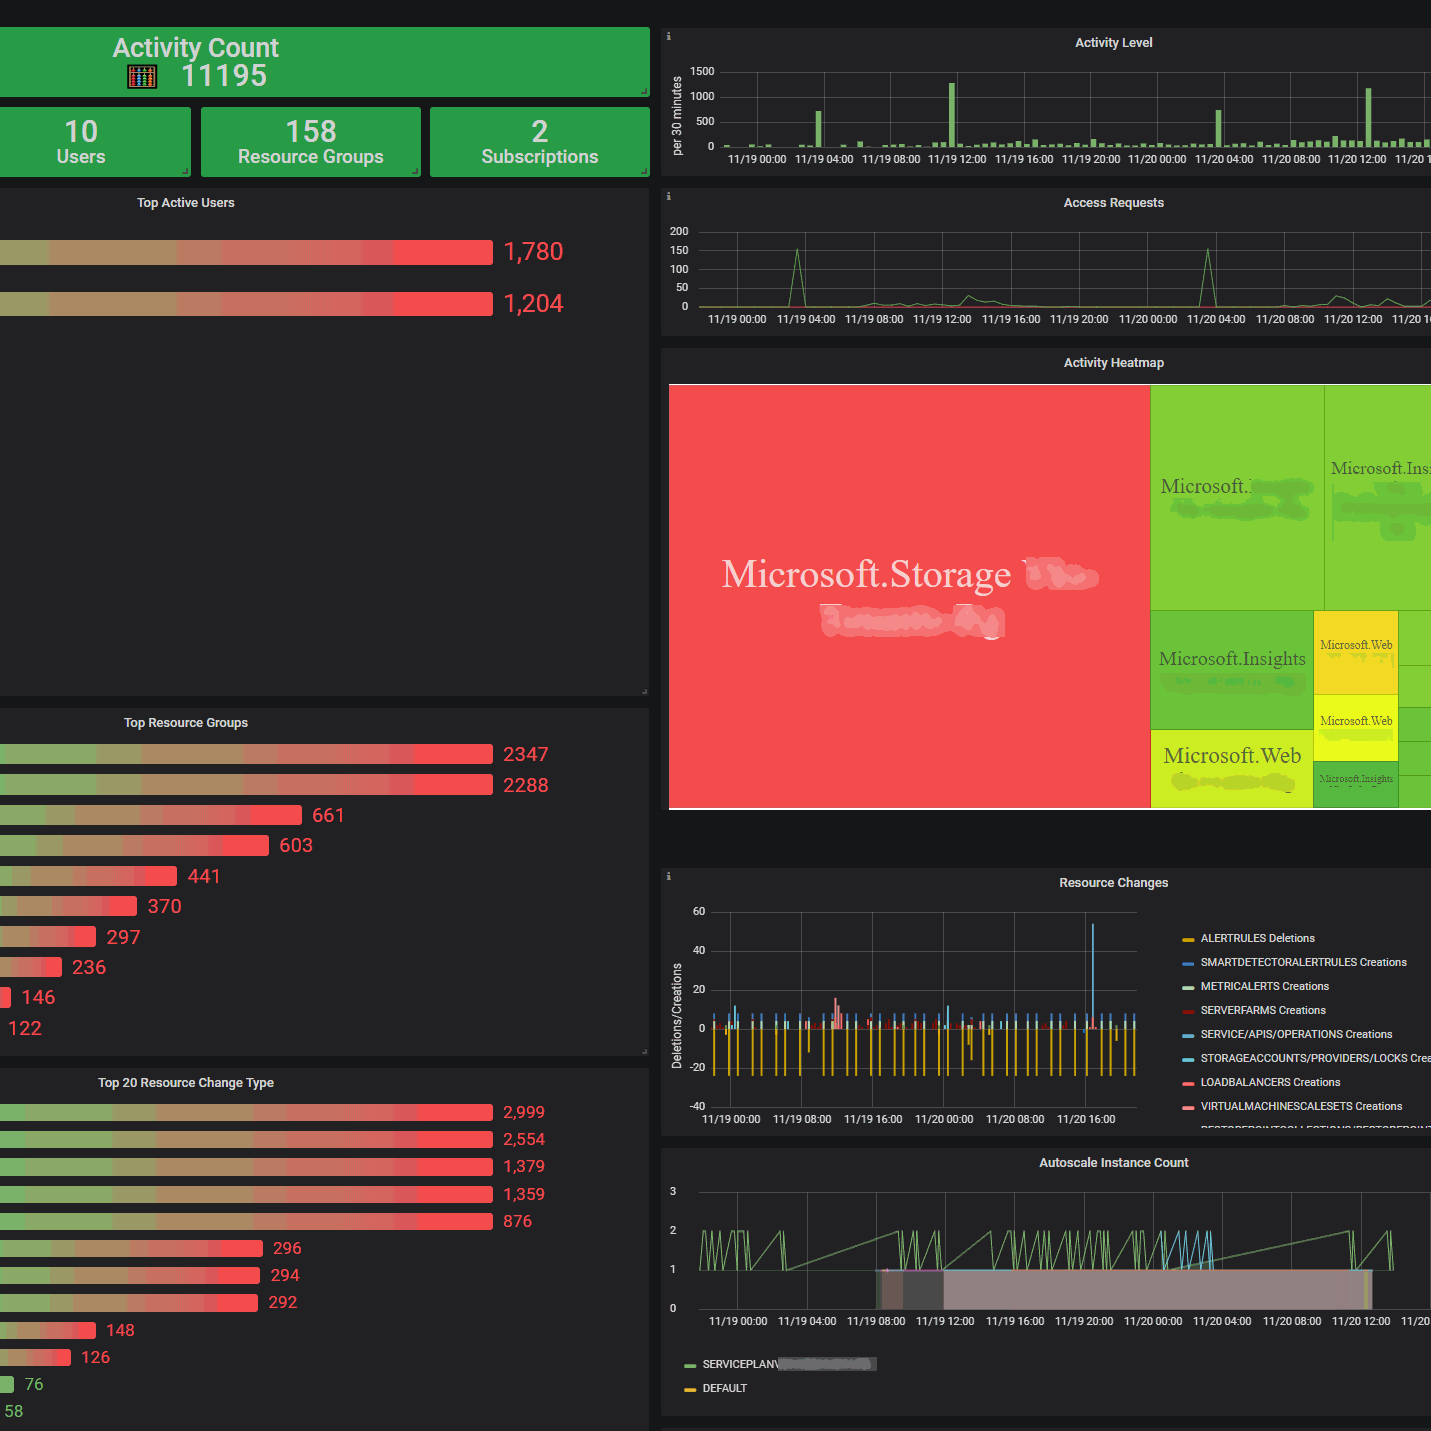 Activity Count
11195
10
Users
158
Resource Groups
2
Subscriptions
Top Active Users
1,780
1,204
Top Resource Groups
2347
2288
661
603
441
370
297
236
146
122
Top 20 Resource Change Type
2,999
2,554
1,379
1,359
876
296
294
292
148
126
76
58
Activity Level
per 30 minutes
1500
1000
500
0
11/19 00:00 11/19 04:00 11/19 08:00 11/19 12:00 11/19 16:00 11/19 20:00 11/20 00:00 11/20 04:00 11/20 08:00 11/20 12:00 11/20 1
Access Requests
200
150
100
50
0
11/19 00:00 11/19 04:00 11/19 08:00 11/19 12:00 11/19 16:00 11/19 20:00 11/20 00:00 11/20 04:00 11/20 08:00 11/20 12:00 11/20 1
Activity Heatmap
Microsoft.Storage
Microsoft.
Microsoft.Ins
Microsoft.Insights
Microsoft.Web
Microsoft.Web
Microsoft.Web
Microsoft.Insights
Resource Changes
Deletions/Creations
60
40
20
0
-20
-40
11/19 00:00 11/19 08:00 11/19 16:00 11/20 00:00 11/20 08:00 11/20 16:00
ALERTRULES Deletions
SMARTDETECTORALERTRULES Creations
METRICALERTS Creations
SERVERFARMS Creations
SERVICE/APIS/OPERATIONS Creations
STORAGEACCOUNTS/PROVIDERS/LOCKS Crea
LOADBALANCERS Creations
VIRTUALMACHINESCALESETS Creations
Autoscale Instance Count
3
2
1
0
11/19 00:00 11/19 04:00 11/19 08:00 11/19 12:00 11/19 16:00 11/19 20:00 11/20 00:00 11/20 04:00 11/20 08:00 11/20 12:00 11/20
SERVICEPLAN
DEFAULT